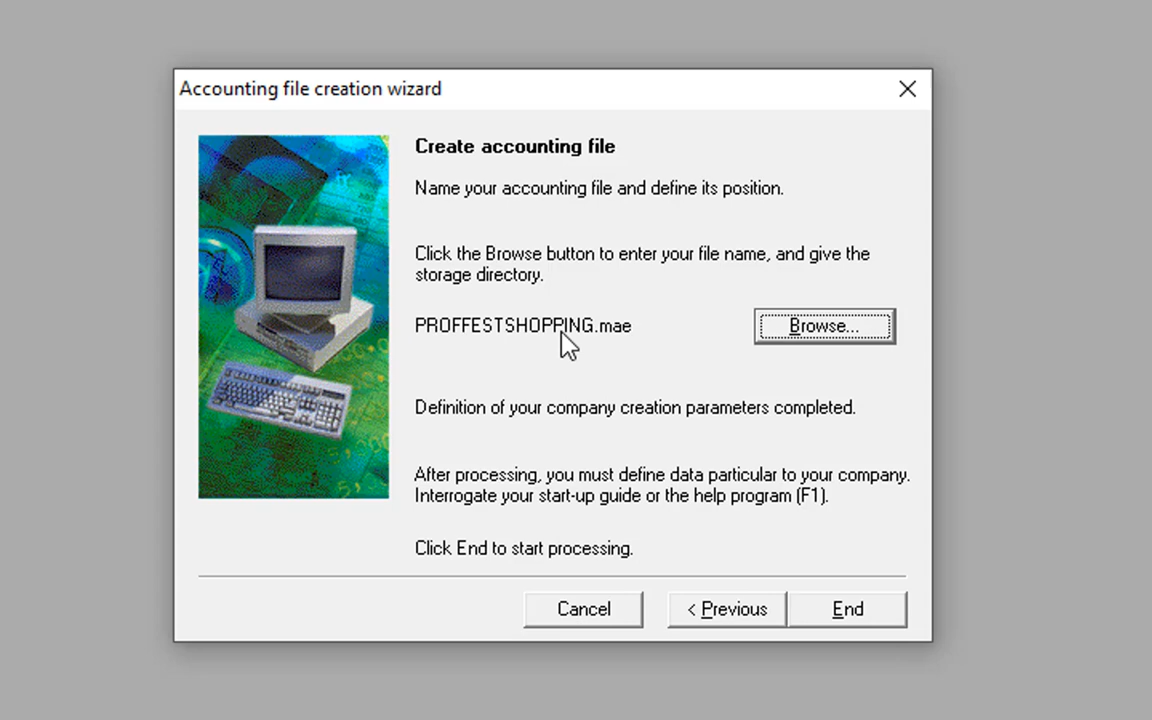 Accounting file creation wizard
Create accounting file
Name your accounting file and define its position.
Click the Browse button to enter your file name, and give the
storage directory.
PROFFESTSHOPPING.mae
Browse...
Definition of your company creation parameters completed.
After processing, you must define data particular to your company.
Interrogate your start-up guide or the help program (F1).
Click End to start processing.
Cancel
< Previous
End